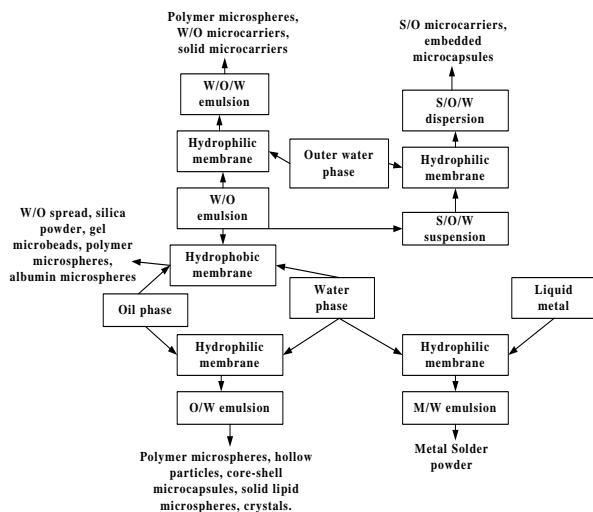 Polymer microspheres,
W/O microcarriers,
solid microcarriers
S/O microcarriers,
embedded
microcapsules
W/O/W
emulsion
S/O/W
dispersion
Hydrophilic
membrane
Outer water
phase
Hydrophilic
membrane
W/O
emulsion
S/O/W
suspension
W/O spread, silica
powder, gel
microbeads, polymer
microspheres,
albumin microspheres
Hydrophobic
membrane
Oil phase
Water
phase
Liquid
metal
Hydrophilic
membrane
Hydrophilic
membrane
O/W emulsion
M/W emulsion
Polymer microspheres, hollow
particles, core-shell
microcapsules, solid lipid
microspheres, crystals.
Metal Solder
powder